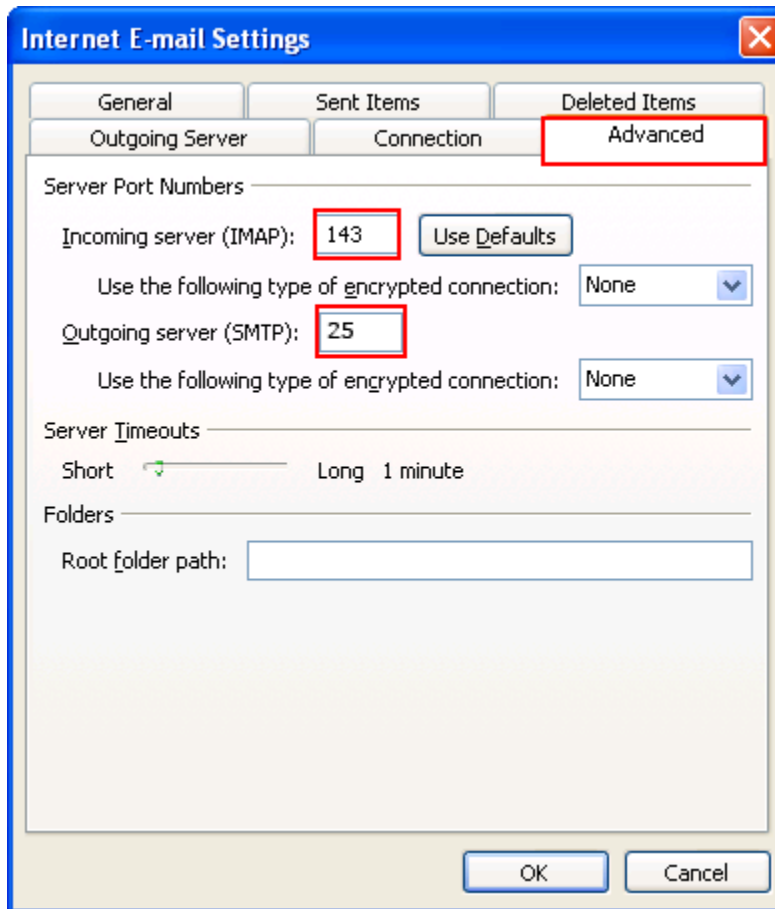 Internet E-mail Settings
General Sent Items Deleted Items
Outgoing Server Connection Advanced
Server Port Numbers
Incoming server (IMAP): 143 Use Defaults
Use the following type of encrypted connection: None
Outgoing server (SMTP): 25
Use the following type of encrypted connection: None
Server Timeouts
Short Long 1 minute
Folders
Root folder path:
OK Cancel